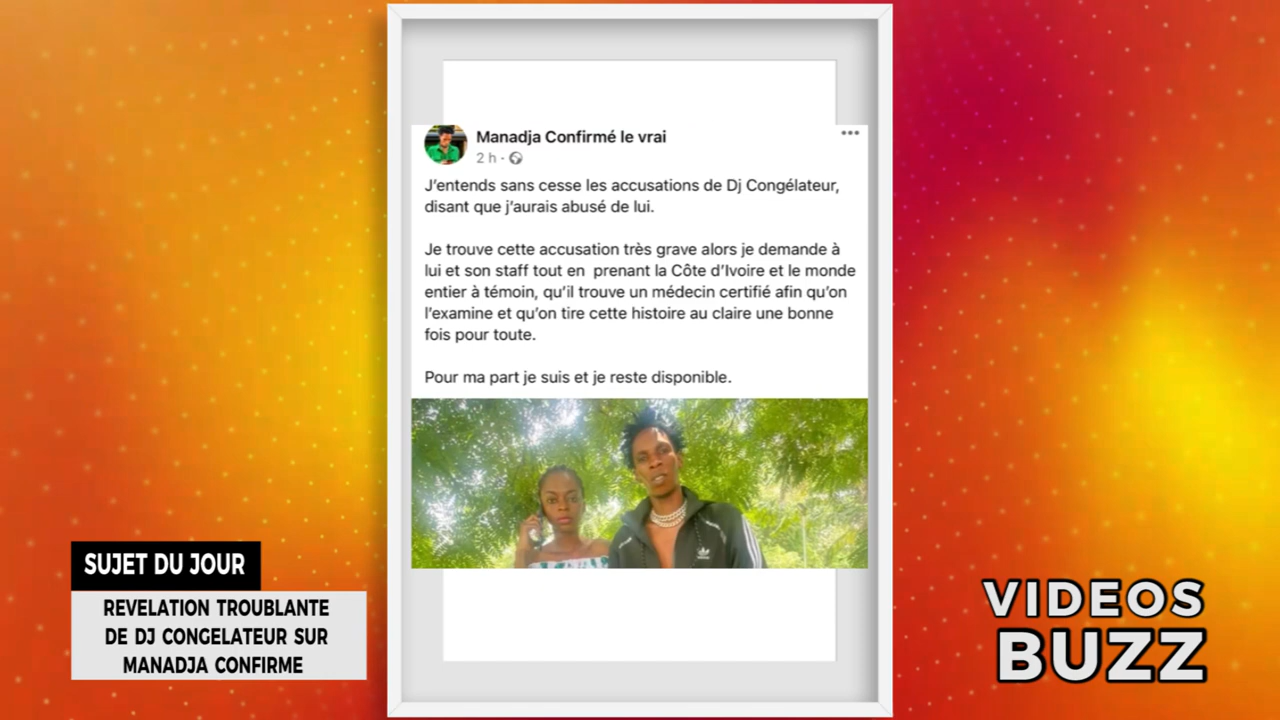 Manadja Confirmé le vrai
2 h ·
J'entends sans cesse les accusations de Dj Congélateur,
disant que j'aurais abusé de lui.
Je trouve cette accusation très grave alors je demande à
lui et son staff tout en  prenant la Côte d'Ivoire et le monde
entier à témoin, qu'il trouve un médecin certifié afin qu'on
l'examine et qu'on tire cette histoire au claire une bonne
fois pour toute.
Pour ma part je suis et je reste disponible.
SUJET DU JOUR
REVELATION TROUBLANTE
DE DJ CONGELATEUR SUR
MANADJA CONFIRME
VIDEOS
BUZZ